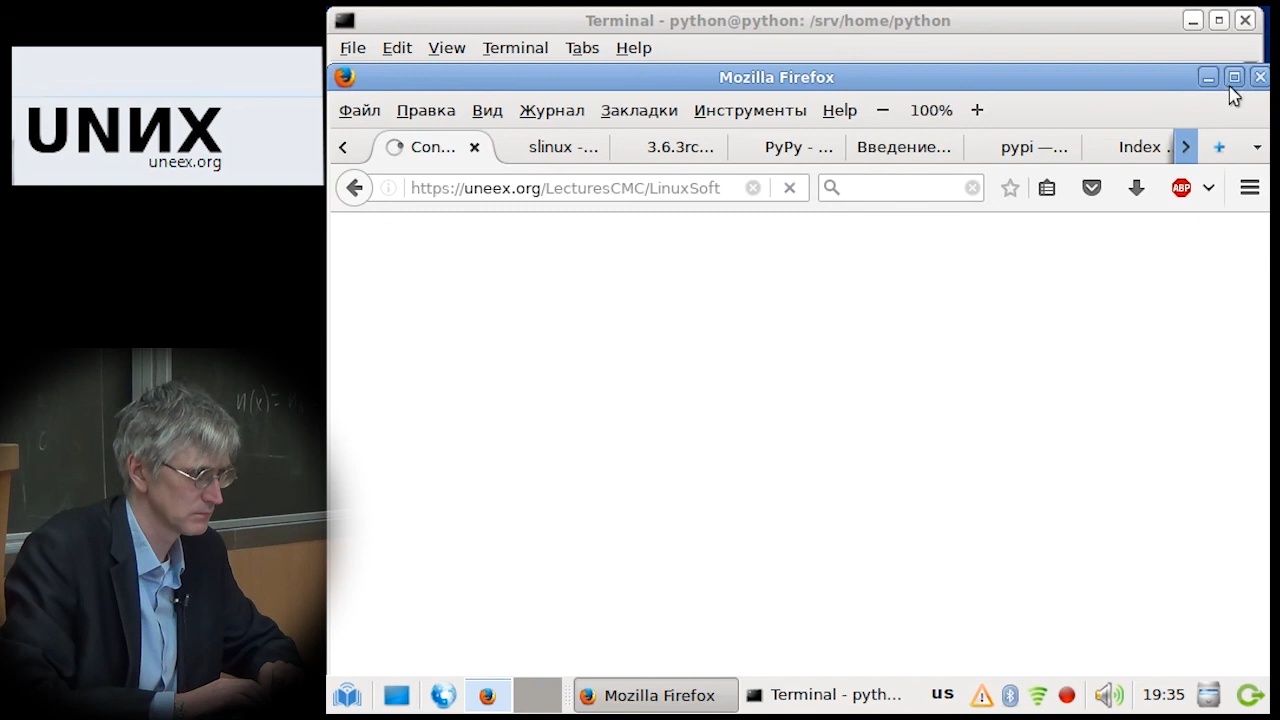 UNИX
uneex.org
Terminal - python@python: /srv/home/python
File Edit View Terminal Tabs Help
Mozilla Firefox
Файл Правка Вид Журнал Закладки Инструменты Help − 100% +
Con... slinux -... 3.6.3rc... PyPy - ... Введение... pypi —... Index .
https://uneex.org/LecturesCMC/LinuxSoft
ABP
Mozilla Firefox Terminal - pyth... us 19:35